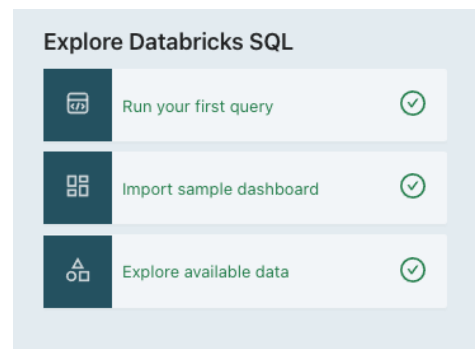 Explore Databricks SQL
Run your first query
Import sample dashboard
Explore available data